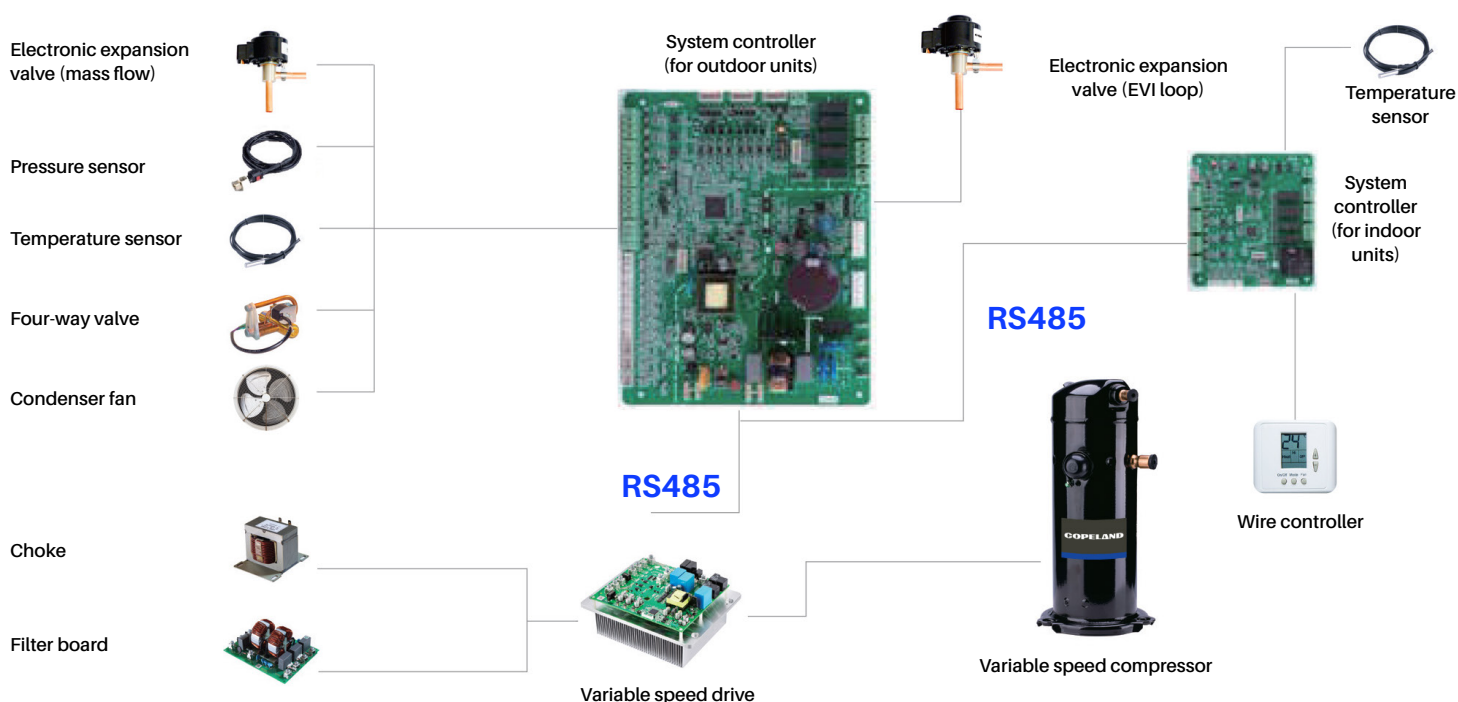 Electronic expansion
valve (mass flow)
Pressure sensor
Temperature sensor
Four-way valve
Condenser fan
Choke
Filter board
System controller
(for outdoor units)
Electronic expansion
valve (EVI loop)
Temperature
sensor
System
controller
(for indoor
units)
RS485
RS485
COPELAND
24
Wire controller
Variable speed compressor
Variable speed drive